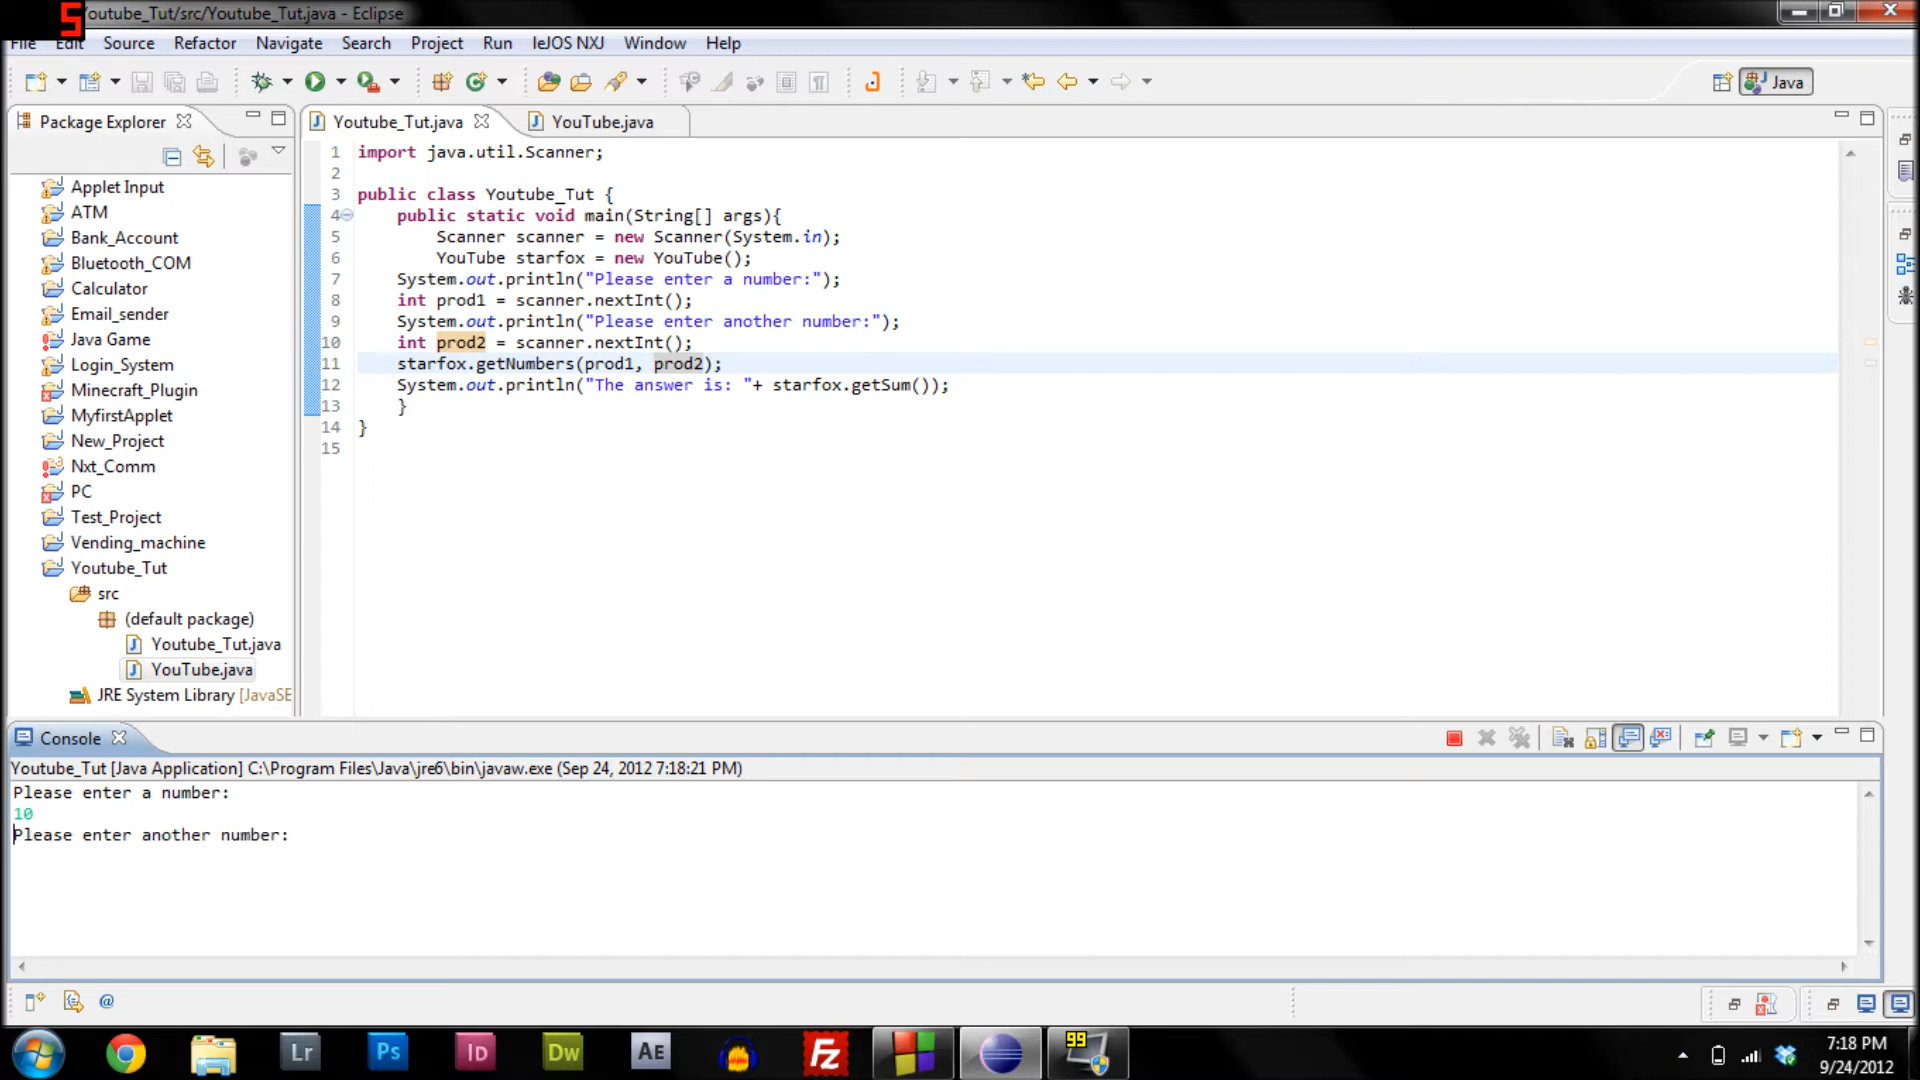 5
outube_Tut/src/Youtube_Tut.java - Eclipse
File Edit Source Refactor Navigate Search Project Run leJOS NXJ Window Help
Java
Package Explorer
Youtube_Tut.java
YouTube.java
Applet Input
ATM
Bank_Account
Bluetooth_COM
Calculator
Email_sender
Java Game
Login_System
Minecraft_Plugin
MyfirstApplet
New_Project
Nxt_Comm
PC
Test_Project
Vending_machine
Youtube_Tut
src
(default package)
Youtube_Tut.java
YouTube.java
JRE System Library [JavaSE
1 import java.util.Scanner;
2
3 public class Youtube_Tut {
4 public static void main(String[] args){
5 Scanner scanner = new Scanner(System.in);
6 YouTube starfox = new YouTube();
7 System.out.println("Please enter a number:");
8 int prod1 = scanner.nextInt();
9 System.out.println("Please enter another number:");
10 int prod2 = scanner.nextInt();
11 starfox.getNumbers(prod1, prod2);
12 System.out.println("The answer is: "+ starfox.getSum());
13 }
14 }
15
Console
Youtube_Tut [Java Application] C:\Program Files\Java\jre6\bin\javaw.exe (Sep 24, 2012 7:18:21 PM)
Please enter a number:
10
Please enter another number:
@
Lr Ps Id Dw AE Fz 99
7:18 PM
9/24/2012